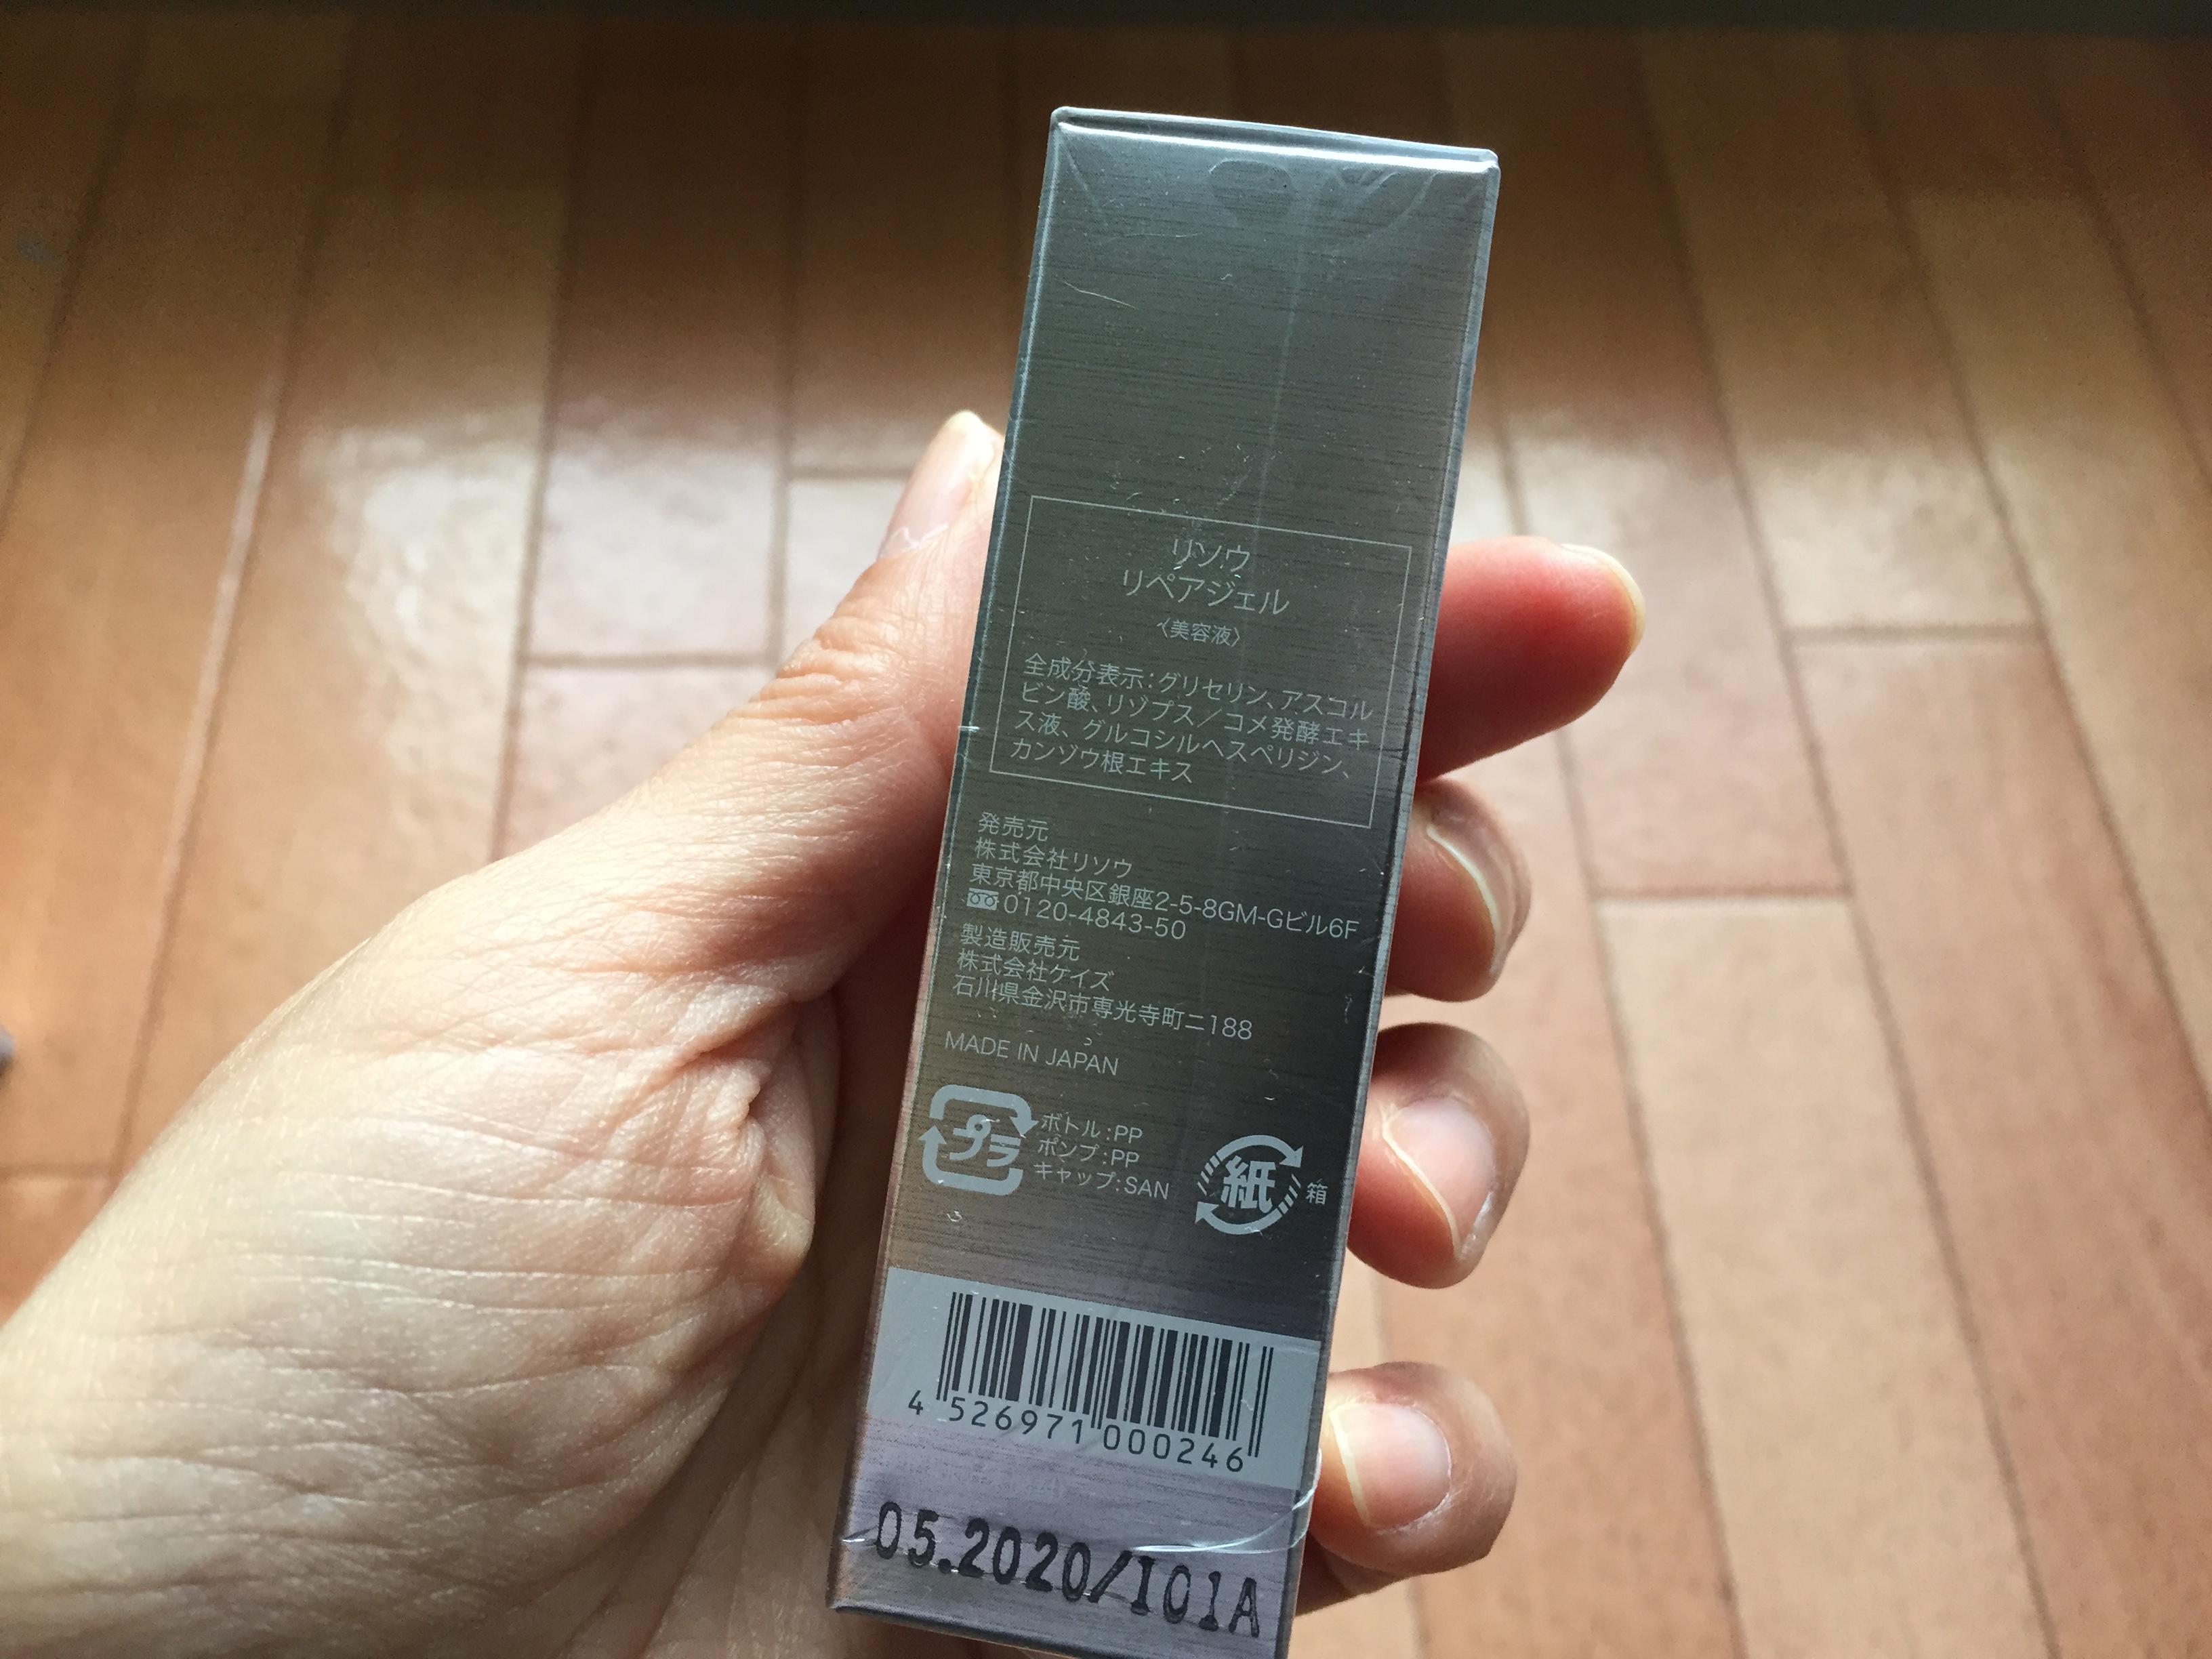 リソウ
リペアジェル
〈美容液〉
全成分表示:グリセリン、アスコル
ビン酸、リゾプス/コメ発酵エキ
ス液、グルコシルヘスペリジン、
カンゾウ根エキス
発売元
株式会社リソウ
東京都中央区銀座2-5-8GM-Gビル6F
0120-4843-50
製造販売元
株式会社ケイズ
石川県金沢市専光寺町ニ188
MADE IN JAPAN
プラ
ボトル:PP
ポンプ:PP
キャップ:SAN
紙 箱
4 526971 000246
05.2020/I01A